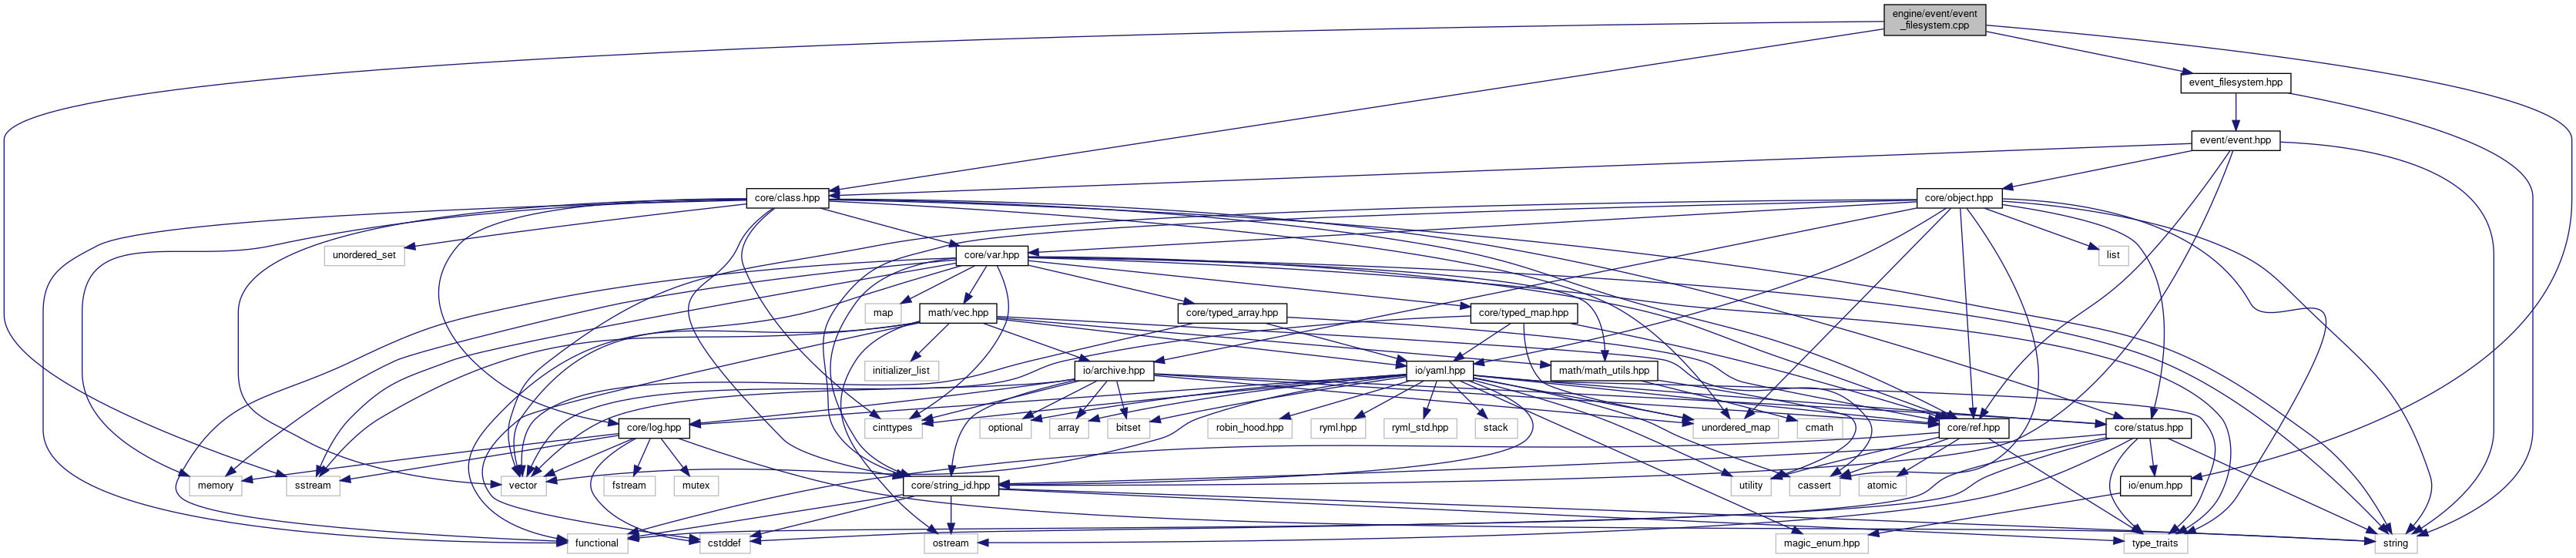 engine/event/event
_filesystem.cpp
event_filesystem.hpp
event/event.hpp
core/class.hpp
core/object.hpp
unordered_set
core/var.hpp
list
map
math/vec.hpp
core/typed_array.hpp
core/typed_map.hpp
initializer_list
io/archive.hpp
io/yaml.hpp
math/math_utils.hpp
core/log.hpp
cinttypes
optional
array
bitset
robin_hood.hpp
ryml.hpp
ryml_std.hpp
stack
unordered_map
cmath
core/ref.hpp
core/status.hpp
memory
sstream
vector
fstream
mutex
core/string_id.hpp
utility
cassert
atomic
io/enum.hpp
functional
cstddef
ostream
magic_enum.hpp
type_traits
string